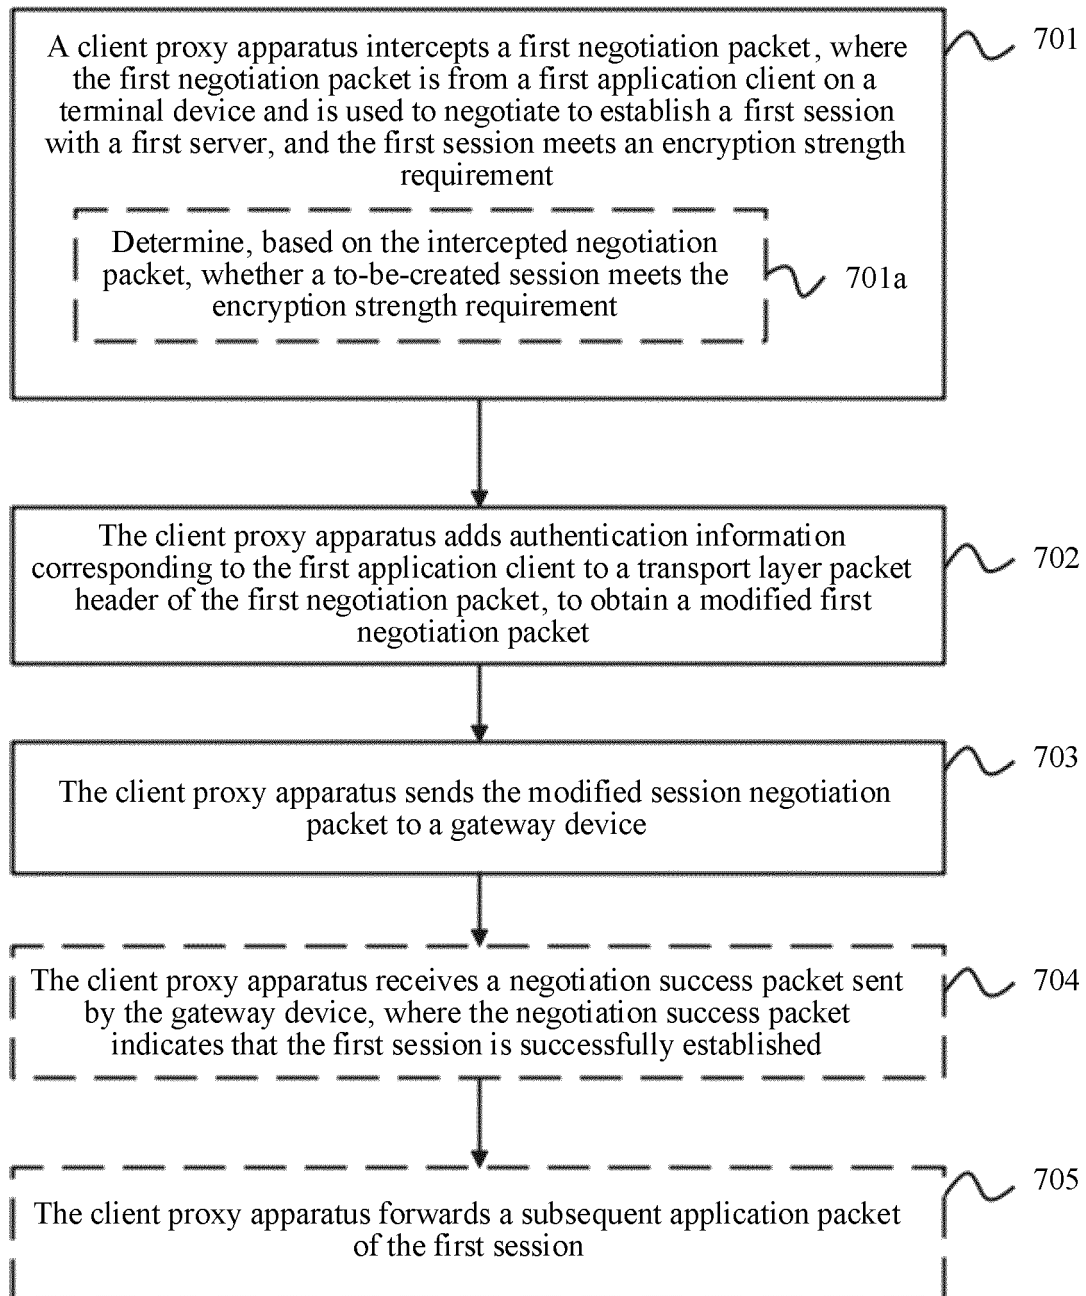 A client proxy apparatus intercepts a first negotiation packet, where
the first negotiation packet is from a first application client on a
terminal device and is used to negotiate to establish a first session
with a first server, and the first session meets an encryption strength
requirement
701
Determine, based on the intercepted negotiation
packet, whether a to-be-created session meets the
encryption strength requirement
701a
The client proxy apparatus adds authentication information
corresponding to the first application client to a transport layer packet
header of the first negotiation packet, to obtain a modified first
negotiation packet
702
The client proxy apparatus sends the modified session negotiation
packet to a gateway device
703
The client proxy apparatus receives a negotiation success packet sent
by the gateway device, where the negotiation success packet
indicates that the first session is successfully established
704
The client proxy apparatus forwards a subsequent application packet
of the first session
705